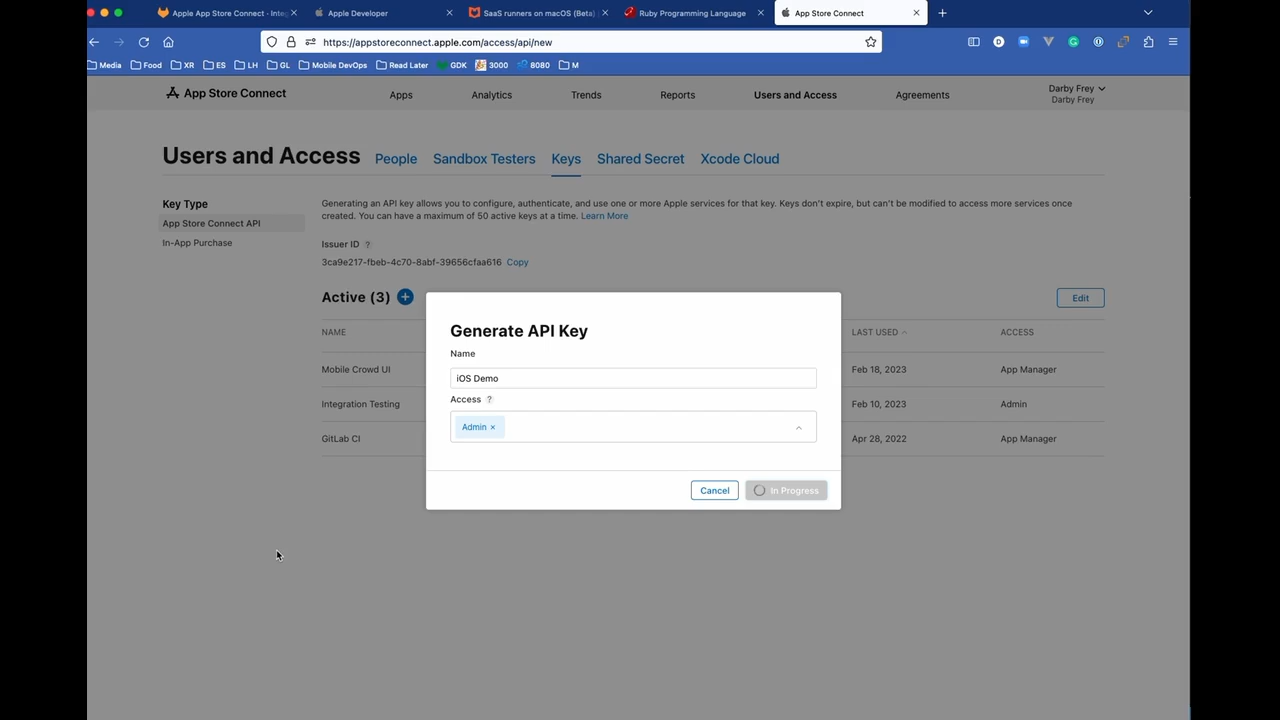 Apple App Store Connect - Inte
Apple Developer
SaaS runners on macOS (Beta)
Ruby Programming Language
App Store Connect
https://appstoreconnect.apple.com/access/api/new
Media Food XR ES LH GL Mobile DevOps Read Later GDK 3000 8080 M
App Store Connect
Apps
Analytics
Trends
Reports
Users and Access
Agreements
Darby Frey
Darby Frey
Users and Access
People
Sandbox Testers
Keys
Shared Secret
Xcode Cloud
Key Type
App Store Connect API
In-App Purchase
Generating an API key allows you to configure, authenticate, and use one or more Apple services for that key. Keys don't expire, but can't be modified to access more services once
created. You can have a maximum of 50 active keys at a time. Learn More
Issuer ID ?
3ca9e217-fbeb-4c70-8abf-39656cfaa616 Copy
Active (3)
Edit
NAME
LAST USED
ACCESS
Mobile Crowd UI
Feb 18, 2023
App Manager
Integration Testing
Feb 10, 2023
Admin
GitLab CI
Apr 28, 2022
App Manager
Generate API Key
Name
iOS Demo
Access ?
Admin ×
Cancel
In Progress